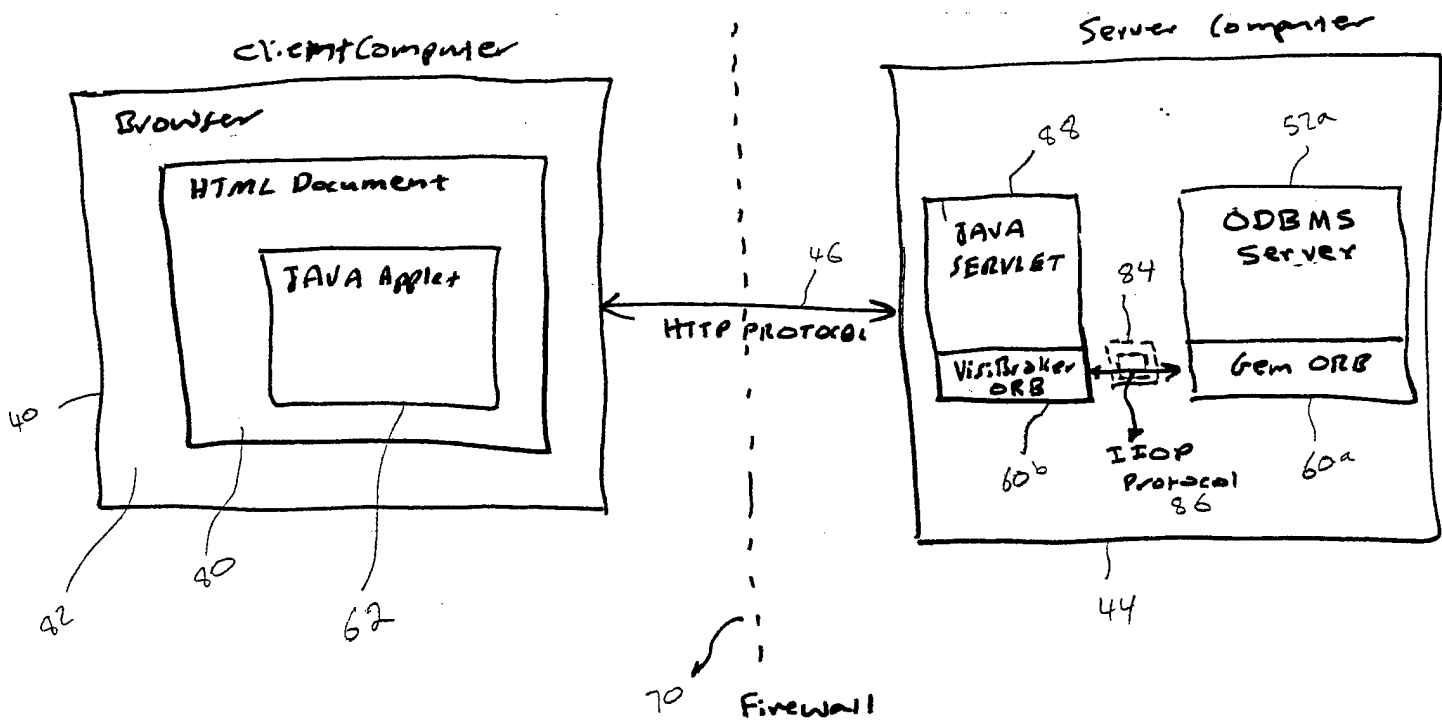 Client Computer
Browser
HTML Document
JAVA Applet
40
82
80
62
46
HTTP PROTOCOL
70
Firewall
Server Computer
88
JAVA
SERVLET
VisiBroker
ORB
60b
84
IIOP
Protocol
86
52a
ODBMS
Server
Gem ORB
60a
44